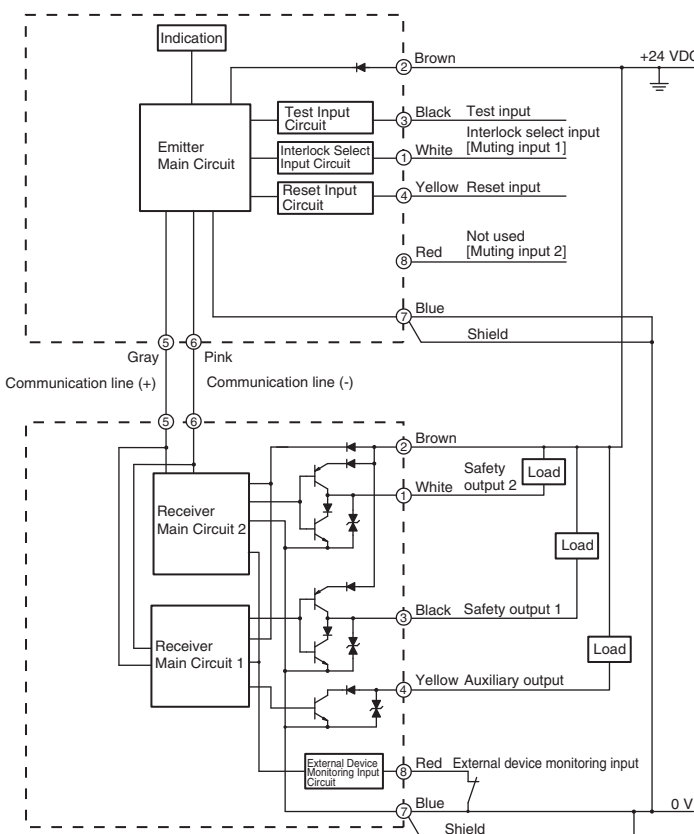 Indication
2 Brown
+24 VDC
Emitter
Main Circuit
Test Input
Circuit
3 Black Test input
Interlock Select
Input Circuit
1 White Interlock select input
[Muting input 1]
Reset Input
Circuit
4 Yellow Reset input
8 Red Not used
[Muting input 2]
7 Blue
Shield
5 6
Gray Pink
Communication line (+) Communication line (-)
5 6
2 Brown
Receiver
Main Circuit 2
1 White Safety
output 2
Load
Load
Receiver
Main Circuit 1
3 Black Safety output 1
Load
4 Yellow Auxiliary output
External Device
Monitoring Input
Circuit
8 Red External device monitoring input
7 Blue
0 V
Shield